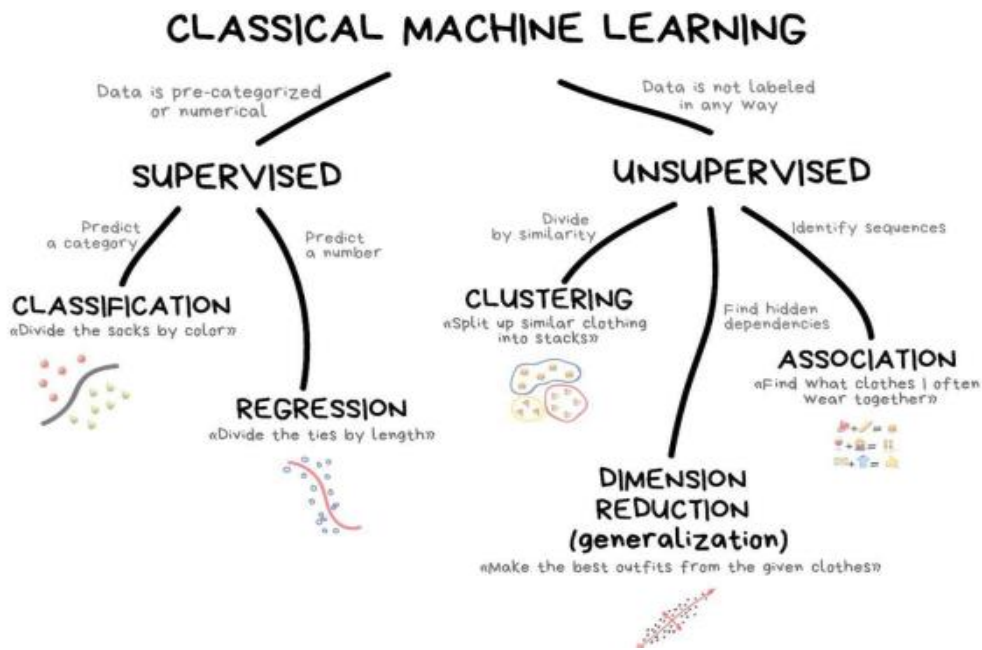 CLASSICAL MACHINE LEARNING
Data is pre-categorized
or numerical
Data is not labeled
in any way
SUPERVISED
UNSUPERVISED
Predict
a category
Predict
a number
Divide
by similarity
Identify sequences
CLASSIFICATION
«Divide the socks by color»
CLUSTERING
«Split up similar clothing
into stacks»
Find hidden
dependencies
ASSOCIATION
«Find what clothes I often
wear together»
REGRESSION
«Divide the ties by length»
DIMENSION
REDUCTION
(generalization)
«Make the best outfits from the given clothes»